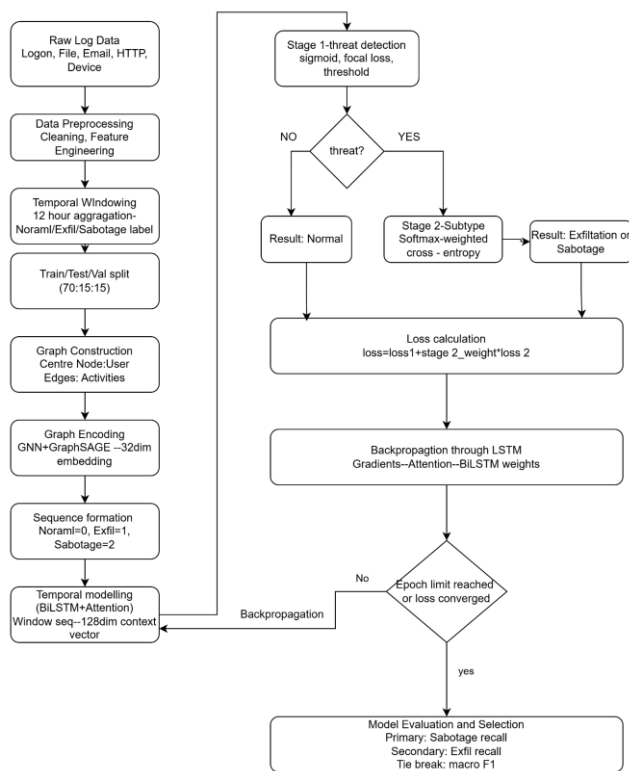 Raw Log Data
Logon, File, Email, HTTP,
Device
Data Preprocessing
Cleaning, Feature
Engineering
Temporal WIndowing
12 hour aggragation-
Noraml/Exfil/Sabotage label
Train/Test/Val split
(70:15:15)
Graph Construction
Centre Node:User
Edges: Activities
Graph Encoding
GNN+GraphSAGE --32dim
embedding
Sequence formation
Noraml=0, Exfil=1,
Sabotage=2
Temporal modelling
(BiLSTM+Attention)
Window seq--128dim context
vector
Stage 1-threat detection
sigmoid, focal loss,
threshold
NO
threat?
YES
Result: Normal
Stage 2-Subtype
Softmax-weighted
cross - entropy
Result: Exfiltation or
Sabotage
Loss calculation
loss=loss1+stage 2_weight*loss 2
Backpropagtion through LSTM
Gradients--Attention--BiLSTM weights
No
Epoch limit reached
or loss converged
Backpropagation
yes
Model Evaluation and Selection
Primary: Sabotage recall
Secondary: Exfil recall
Tie break: macro F1